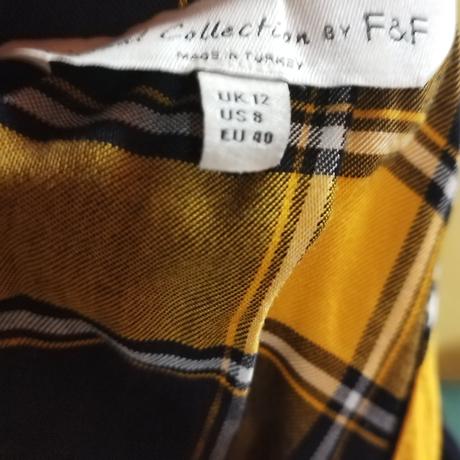 Collection BY F&F
MADE IN TURKEY
UK 12
US 8
EU 40